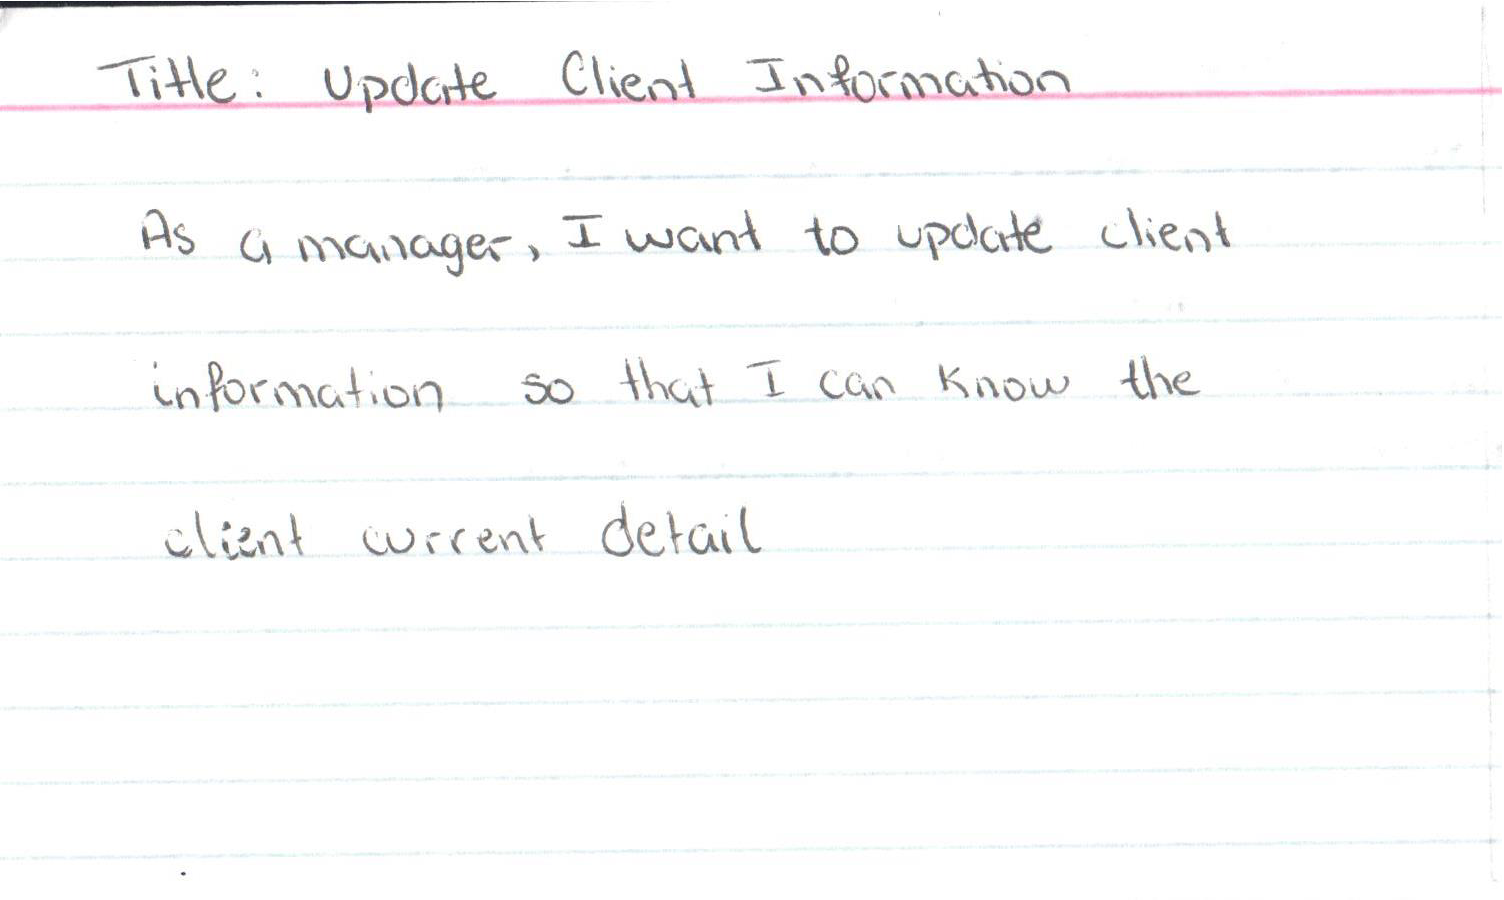 Title: Update Client Information
As a manager, I want to update client
information so that I can know the
client current detail